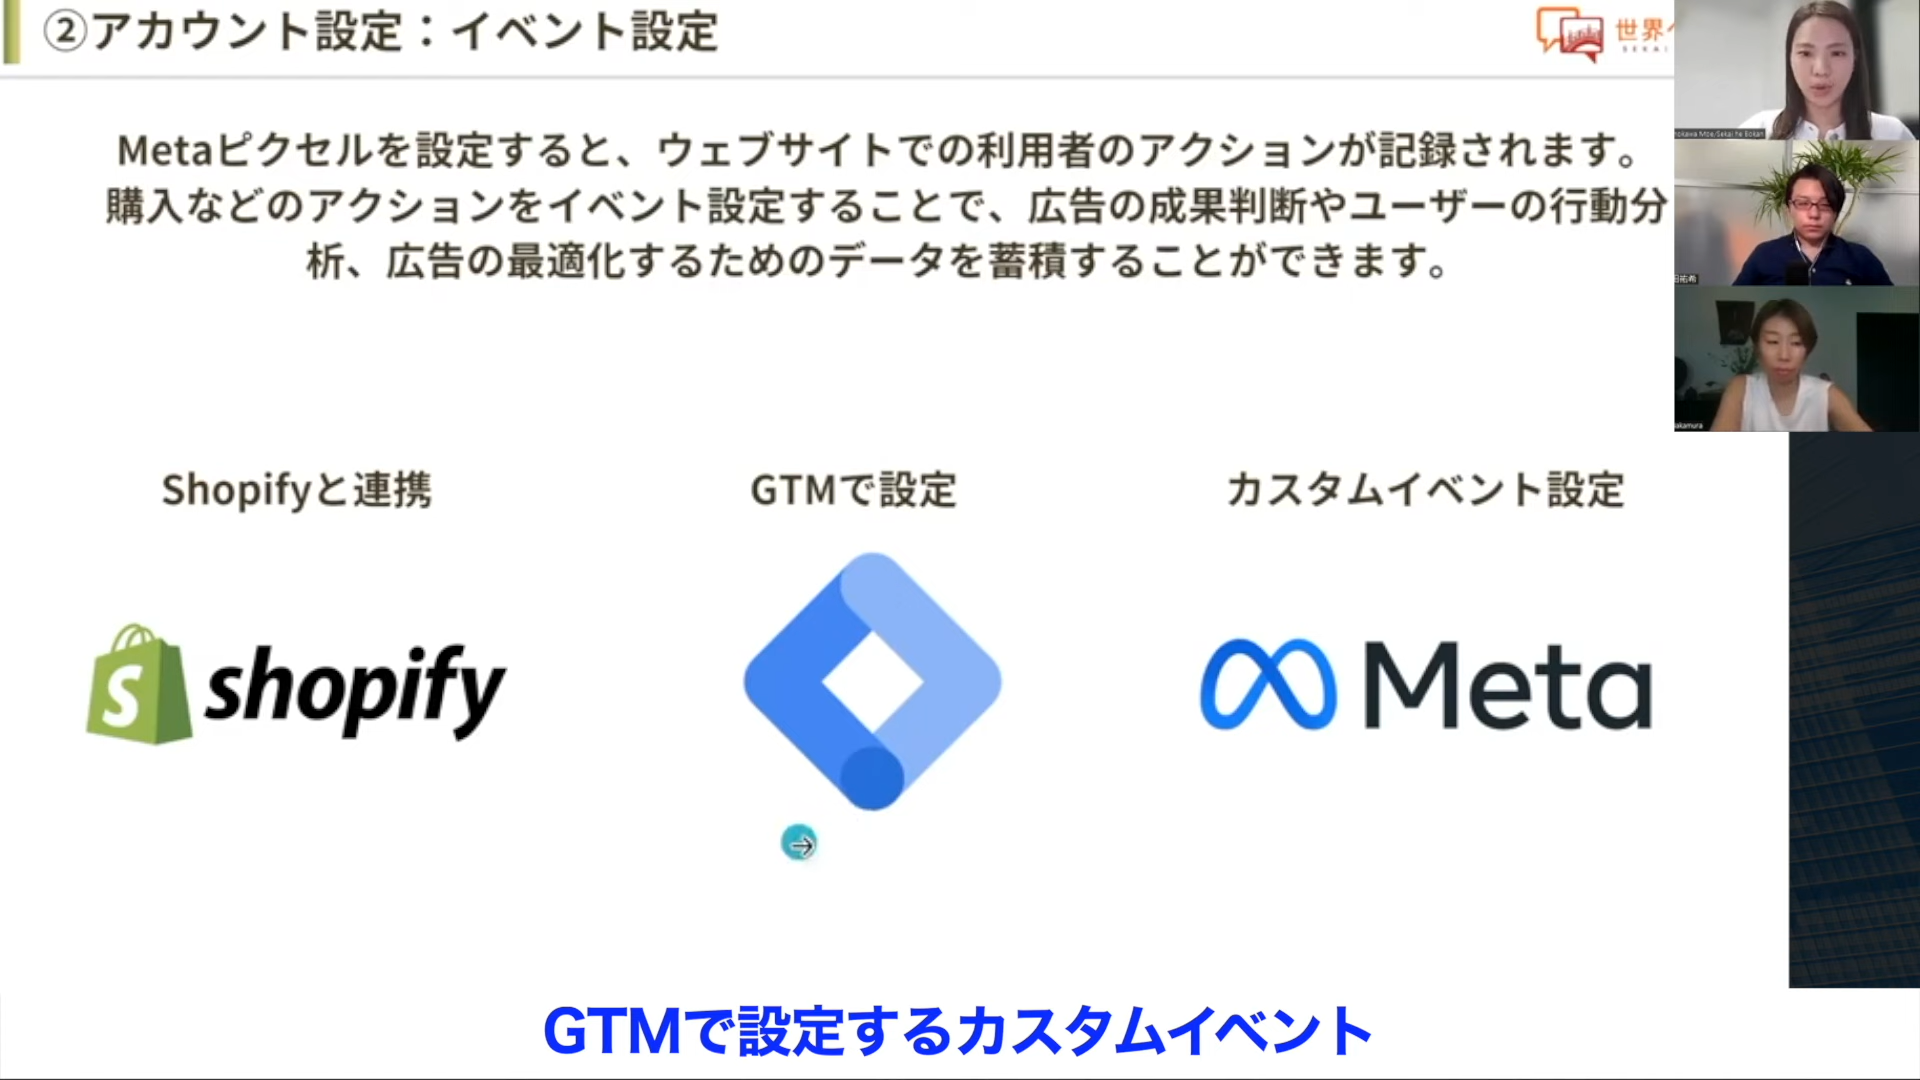 ②アカウント設定：イベント設定
世界へ
SEKAI
Metaピクセルを設定すると、ウェブサイトでの利用者のアクションが記録されます。
購入などのアクションをイベント設定することで、広告の成果判断やユーザーの行動分
析、広告の最適化するためのデータを蓄積することができます。
Shopifyと連携
GTMで設定
カスタムイベント設定
shopify
Meta
GTMで設定するカスタムイベント